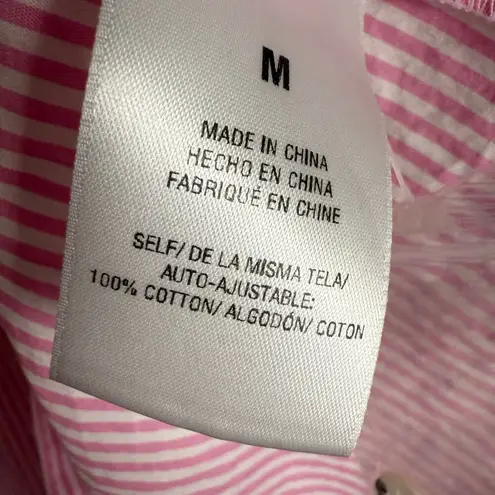 M
MADE IN CHINA
HECHO EN CHINA
FABRIQUÉ EN CHINE
SELF/ DE LA MISMA TELA/
AUTO-AJUSTABLE:
100% COTTON/ ALGODÓN/ COTON